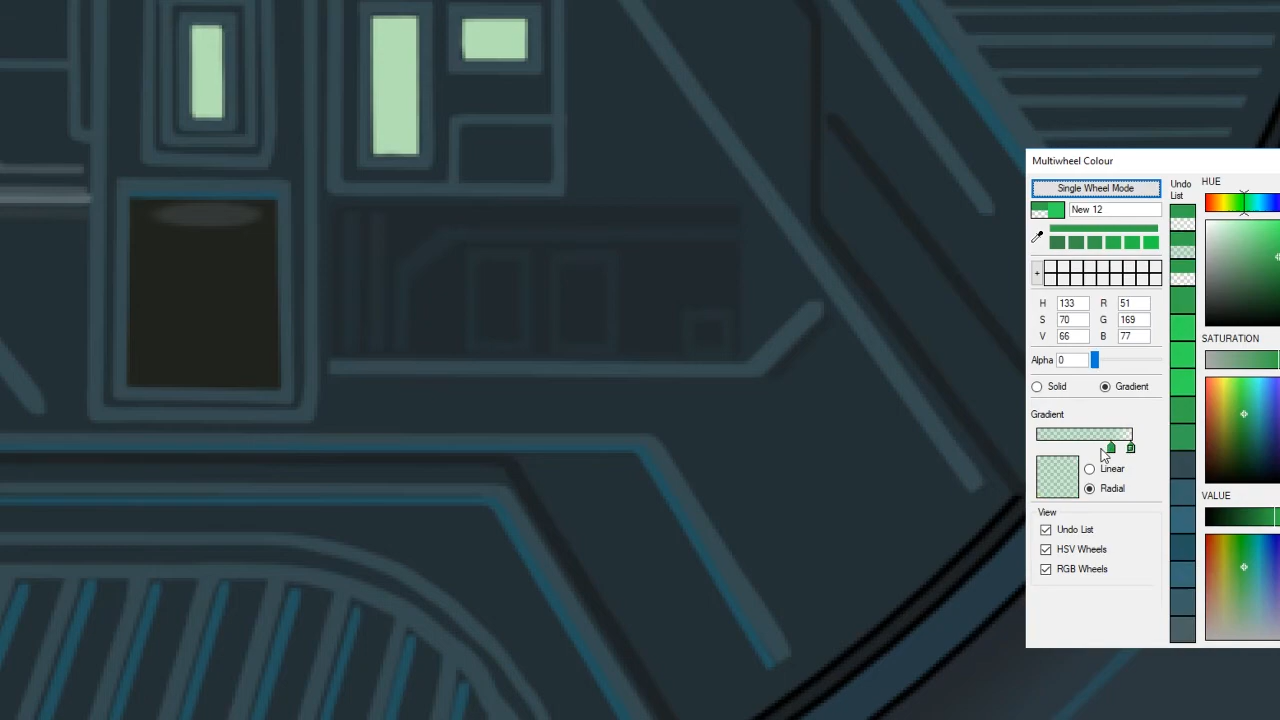 Multiwheel Colour
Single Wheel Mode
Undo List
HUE
New 12
+
H 133 R 51
S 70 G 169
V 66 B 77
SATURATION
Alpha 0
Solid Gradient
Gradient
Linear
Radial
VALUE
View
Undo List
HSV Wheels
RGB Wheels